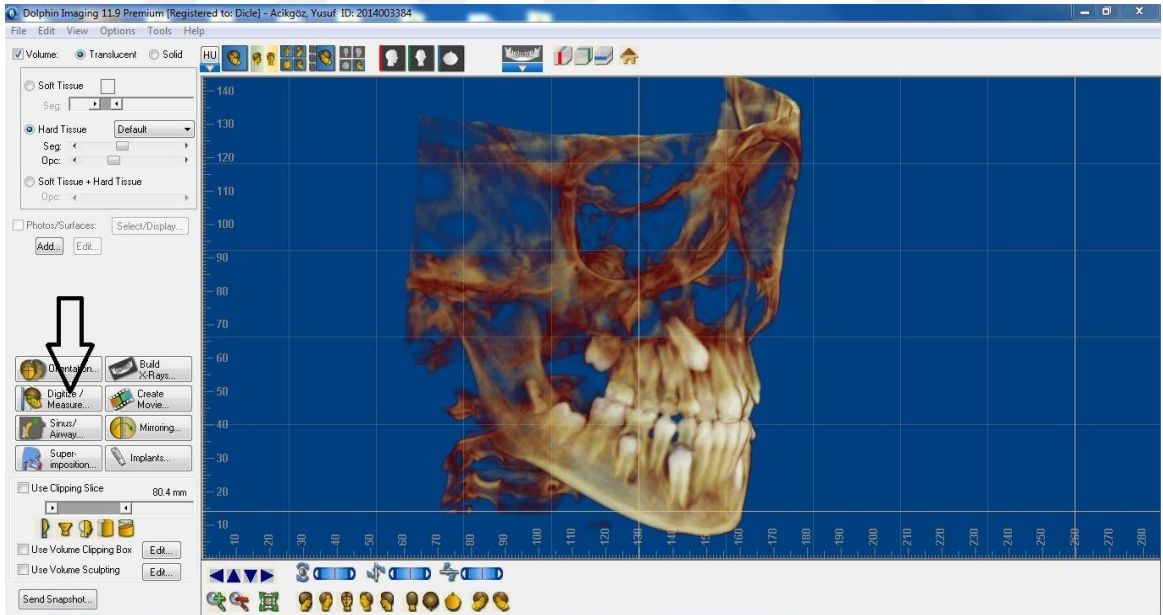 Dolphin Imaging 11.9 Premium [Registered to: Dicle] - Acikgöz, Yusuf ID: 2014003384
File Edit View Options Tools Help
Volume: Translucent Solid
HU
Soft Tissue
Seg:
Hard Tissue Default
Seg:
Opc:
Soft Tissue + Hard Tissue
Opc:
Photos/Surfaces: Select/Display...
Add... Edit...
Build
X-Rays...
Digitize /
Measure...
Create
Movie...
Sinus/
Airway...
Mirroring...
Super-
imposition...
Implants...
Use Clipping Slice 80.4 mm
Use Volume Clipping Box Edit...
Use Volume Sculpting Edit...
Send Snapshot...
140
130
120
110
100
90
80
70
60
50
40
30
20
10
10 20 30 40 50 60 70 80 90 100 110 120 130 140 160 170 180 190 200 210 220 230 240 250 260 270 280